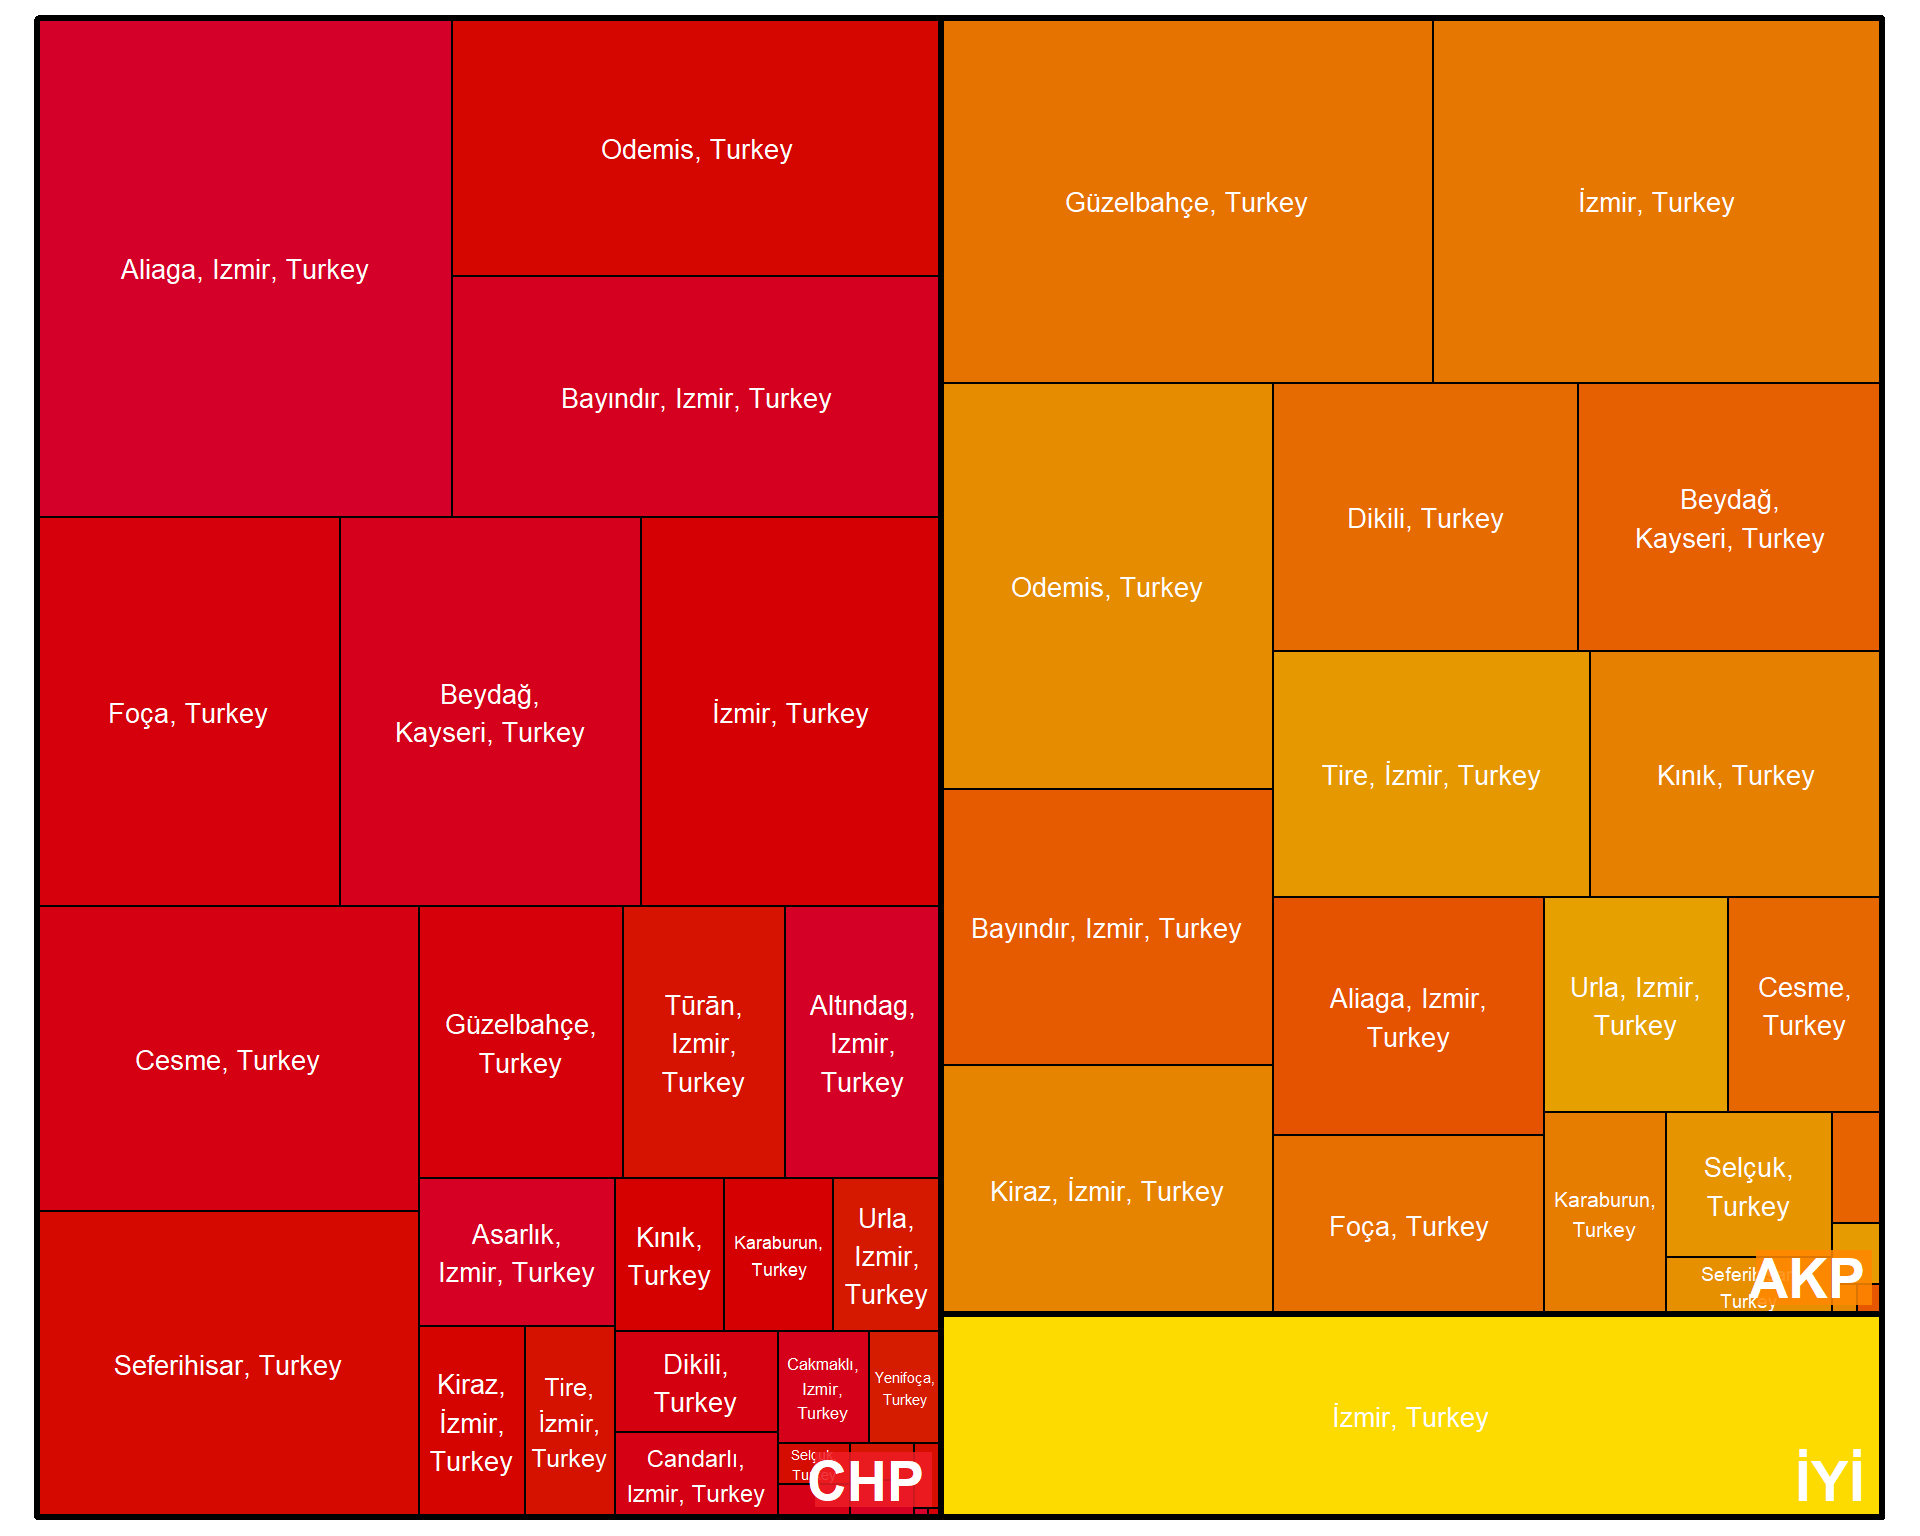 Aliaga, Izmir, Turkey
Odemis, Turkey
Bayındır, Izmir, Turkey
Foça, Turkey
Beydağ,
Kayseri, Turkey
İzmir, Turkey
Cesme, Turkey
Güzelbahçe,
Turkey
Tūrān,
Izmir,
Turkey
Altındag,
Izmir,
Turkey
Seferihisar, Turkey
Asarlık,
Izmir, Turkey
Kınık,
Turkey
Karaburun,
Turkey
Urla,
Izmir,
Turkey
Kiraz,
İzmir,
Turkey
Tire,
İzmir,
Turkey
Dikili,
Turkey
Cakmaklı,
Izmir,
Turkey
Yenifoça,
Turkey
Candarlı,
Izmir, Turkey
Selçuk,
Turkey
CHP
Güzelbahçe, Turkey
İzmir, Turkey
Odemis, Turkey
Dikili, Turkey
Beydağ,
Kayseri, Turkey
Tire, İzmir, Turkey
Kınık, Turkey
Bayındır, Izmir, Turkey
Aliaga, Izmir,
Turkey
Urla, Izmir,
Turkey
Cesme,
Turkey
Kiraz, İzmir, Turkey
Foça, Turkey
Karaburun,
Turkey
Selçuk,
Turkey
Seferihisar,
Turkey
AKP
İzmir, Turkey
İYİ